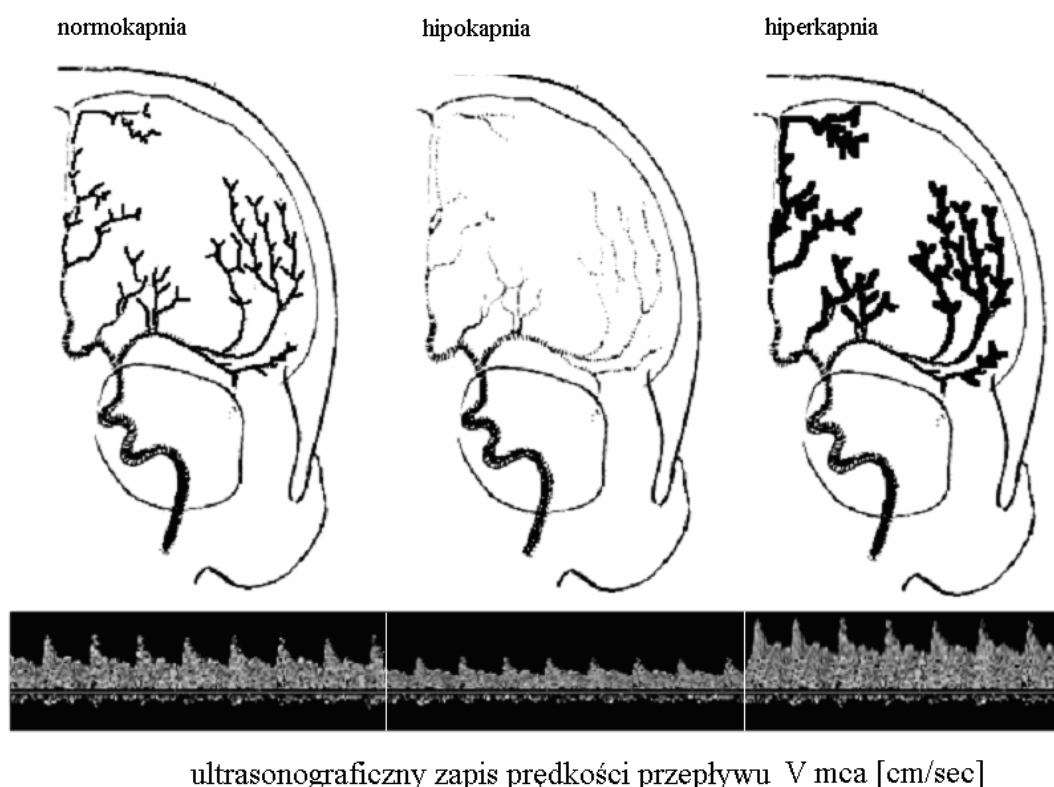 normokapnia
hipokapnia
hiperkapnia
ultrasonograficzny zapis prędkości przepływu V mca [cm/sec]